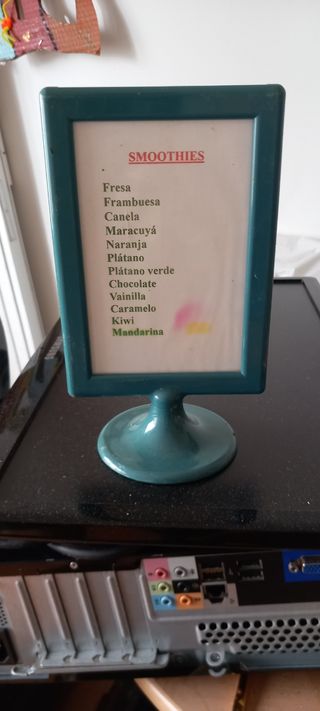 SMOOTHIES
Fresa
Frambuesa
Canela
Maracuyá
Naranja
Plátano
Plátano verde
Chocolate
Vainilla
Caramelo
Kiwi
Mandarina